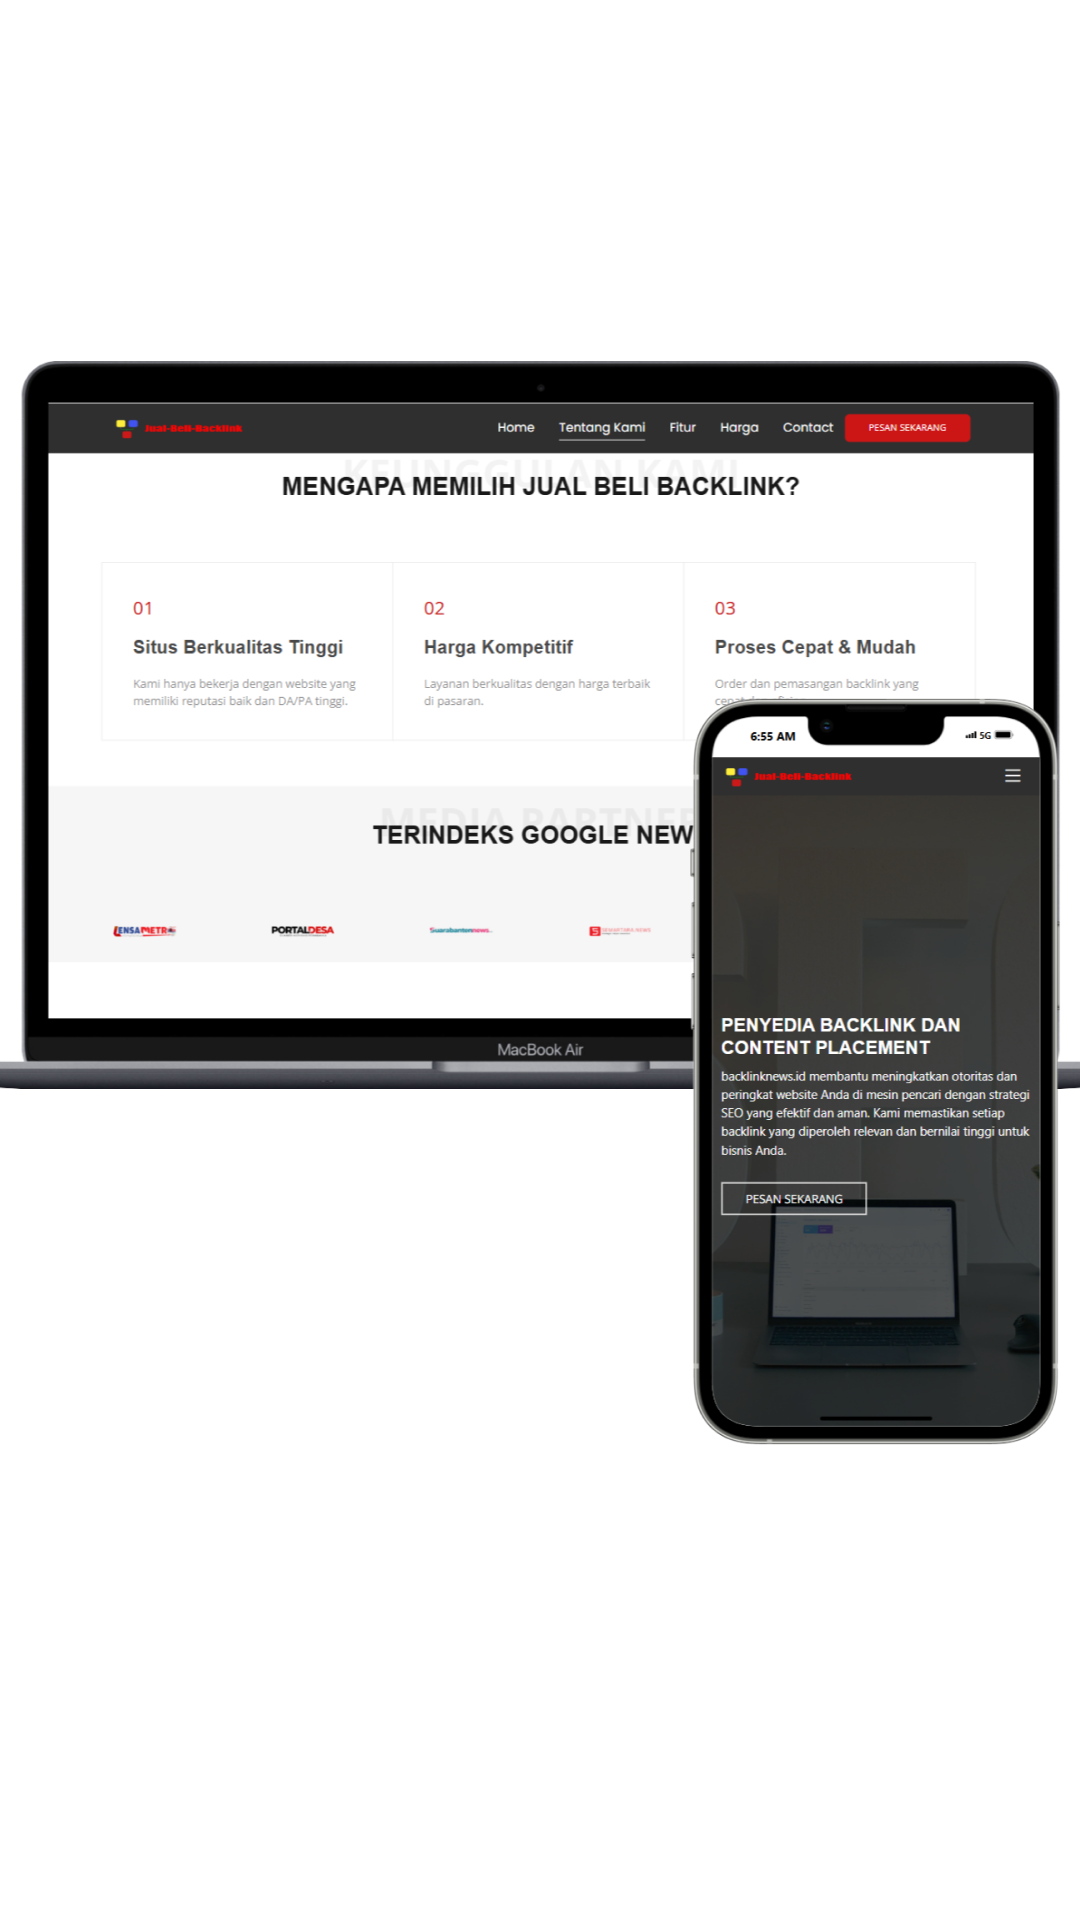 Jual-Beli-Backlink
Home Tentang Kami Fitur Harga Contact PESAN SEKARANG
KEUNGGULAN KAMI
MENGAPA MEMILIH JUAL BELI BACKLINK?
01
Situs Berkualitas Tinggi
Kami hanya bekerja dengan website yang
memiliki reputasi baik dan DA/PA tinggi.
02
Harga Kompetitif
Layanan berkualitas dengan harga terbaik
di pasaran.
03
Proses Cepat & Mudah
Order dan pemasangan backlink yang
MEDIA PARTNER
TERINDEKS GOOGLE NEW
LENSAMETRO
PORTALDESA
Suarabantennews
MacBook Air
6:55 AM 5G
Jual-Beli-Backlink
PENYEDIA BACKLINK DAN
CONTENT PLACEMENT
backlinknews.id membantu meningkatkan otoritas dan
peringkat website Anda di mesin pencari dengan strategi
SEO yang efektif dan aman. Kami memastikan setiap
backlink yang diperoleh relevan dan bernilai tinggi untuk
bisnis Anda.
PESAN SEKARANG